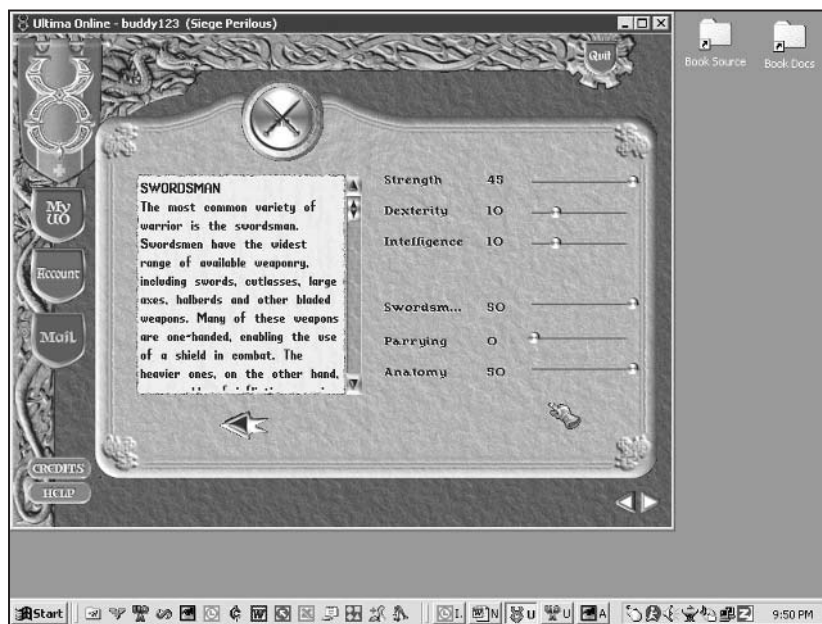 Ultima Online - buddy123 (Siege Perilous)
Quit
Book Source
Book Docs
My
UO
Account
Mail
CREDITS
HELP
SWORDSMAN
The most common variety of
warrior is the swordsman.
Swordsmen have the widest
range of available weaponry,
including swords, cutlasses, large
axes, halberds and other bladed
weapons. Many of these weapons
are one-handed, enabling the use
of a shield in combat. The
heavier ones, on the other hand,
Strength 45
Dexterity 10
Intelligence 10
Swordsm... 50
Parrying 0
Anatomy 50
Start
I.
N
U
U
A
9:50 PM